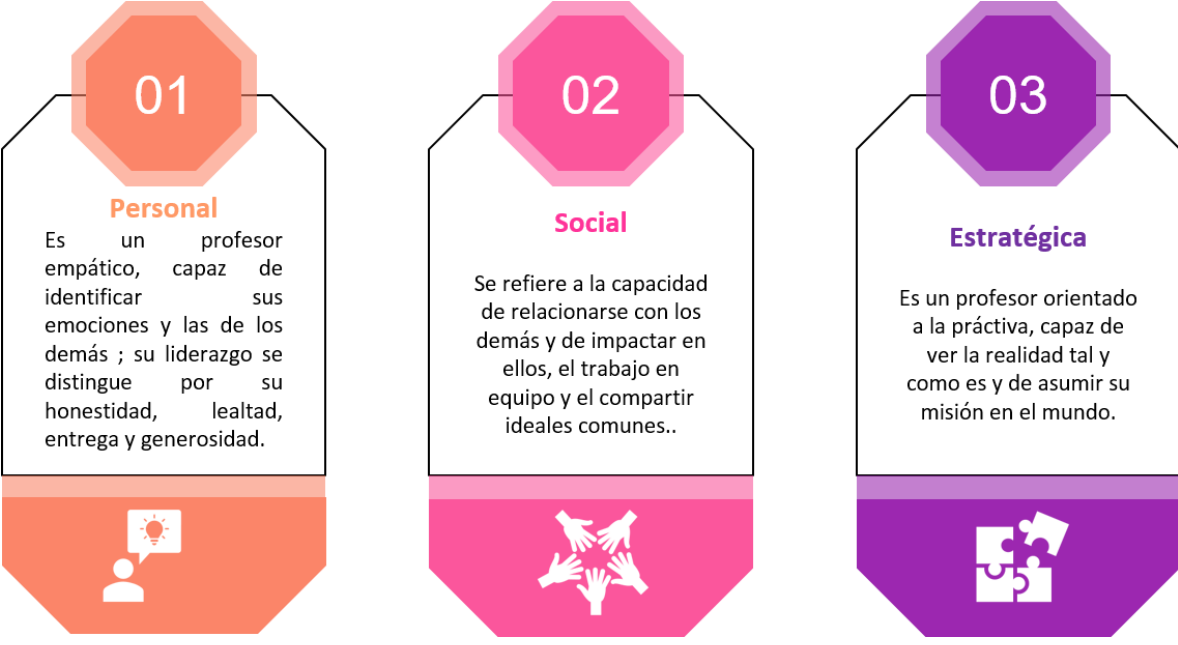 01
Personal
Es un profesor
empático, capaz de
identificar sus
emociones y las de los
demás ; su liderazgo se
distingue por su
honestidad, lealtad,
entrega y generosidad.
02
Social
Se refiere a la capacidad
de relacionarse con los
demás y de impactar en
ellos, el trabajo en
equipo y el compartir
ideales comunes..
03
Estratégica
Es un profesor orientado
a la práctiva, capaz de
ver la realidad tal y
como es y de asumir su
misión en el mundo.